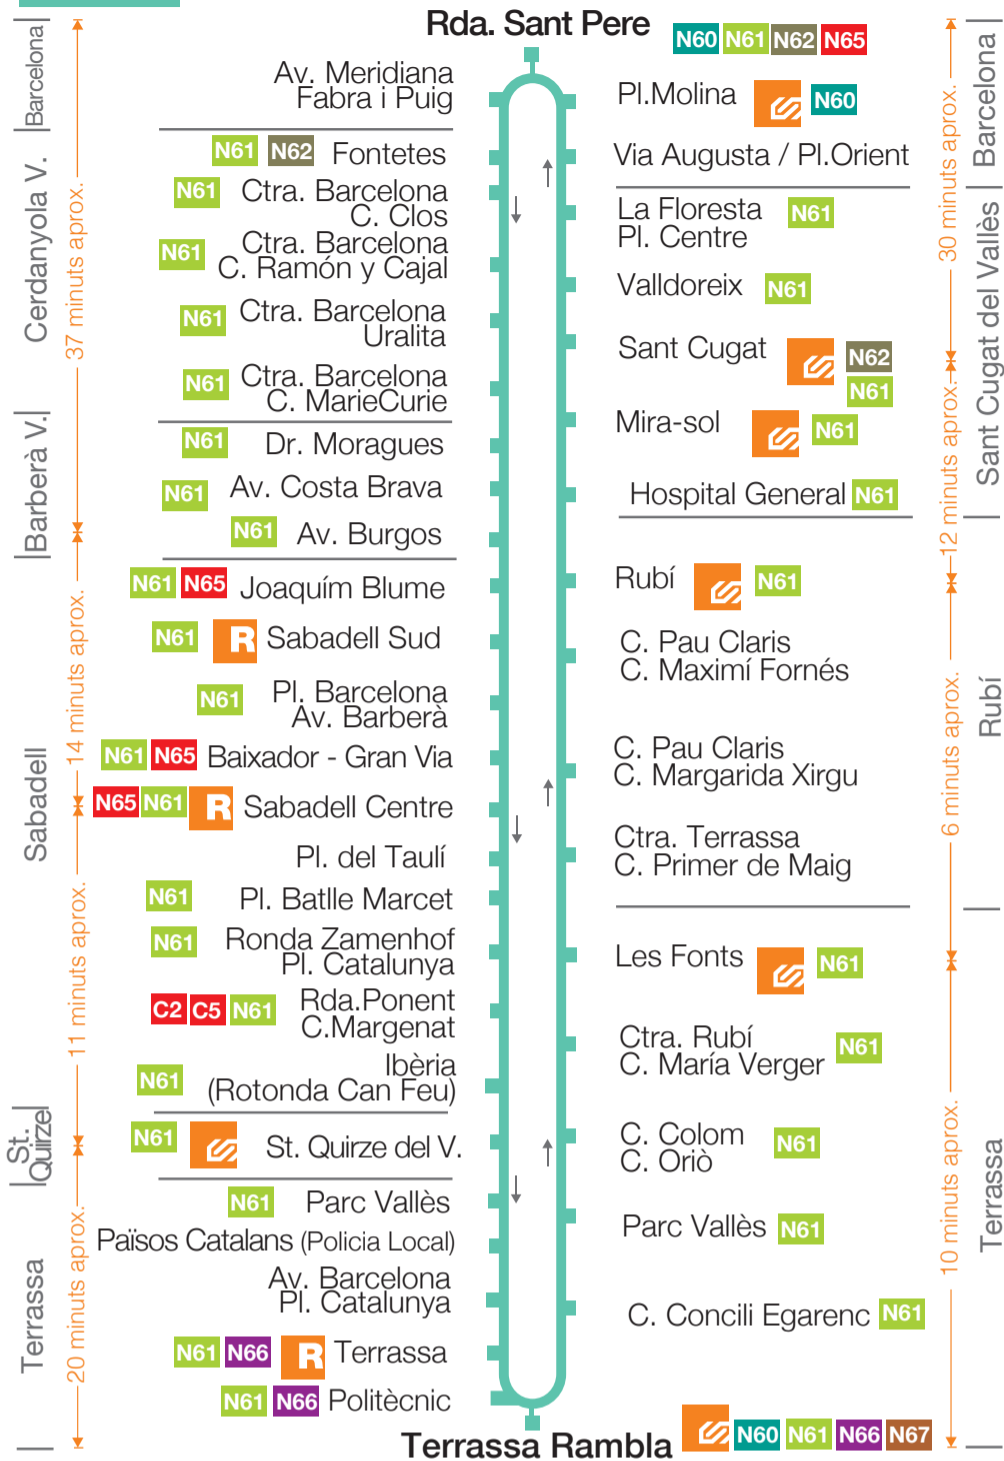 Rda. Sant Pere
N60 N61 N62 N65
Barcelona
Av. Meridiana
Fabra i Puig
Cerdanyola V.
37 minuts aprox.
N61 N62 Fontetes
N61 Ctra. Barcelona
C. Clos
N61 Ctra. Barcelona
C. Ramón y Cajal
N61 Ctra. Barcelona
Uralita
N61 Ctra. Barcelona
C. MarieCurie
Barberà V.
N61 Dr. Moragues
N61 Av. Costa Brava
N61 Av. Burgos
Sabadell
14 minuts aprox.
N61 N65 Joaquím Blume
N61 R Sabadell Sud
N61 Pl. Barcelona
Av. Barberà
N61 N65 Baixador - Gran Via
N65 N61 R Sabadell Centre
11 minuts aprox.
Pl. del Taulí
N61 Pl. Batlle Marcet
N61 Ronda Zamenhof
Pl. Catalunya
C2 C5 N61 Rda.Ponent
C.Margenat
N61 Ibèria
(Rotonda Can Feu)
St.
Quirze
N61 St. Quirze del V.
Terrassa
20 minuts aprox.
N61 Parc Vallès
Països Catalans (Policia Local)
Av. Barcelona
Pl. Catalunya
N61 N66 R Terrassa
N61 N66 Politècnic
Barcelona
30 minuts aprox.
Pl.Molina N60
Via Augusta / Pl.Orient
Sant Cugat del Vallès
La Floresta N61
Pl. Centre
Valldoreix N61
Sant Cugat N62
N61
12 minuts aprox.
Mira-sol N61
Hospital General N61
Rubí
6 minuts aprox.
Rubí N61
C. Pau Claris
C. Maximí Fornés
C. Pau Claris
C. Margarida Xirgu
Ctra. Terrassa
C. Primer de Maig
Terrassa
10 minuts aprox.
Les Fonts N61
Ctra. Rubí N61
C. María Verger
C. Colom N61
C. Oriò
Parc Vallès N61
C. Concili Egarenc N61
Terrassa Rambla N60 N61 N66 N67